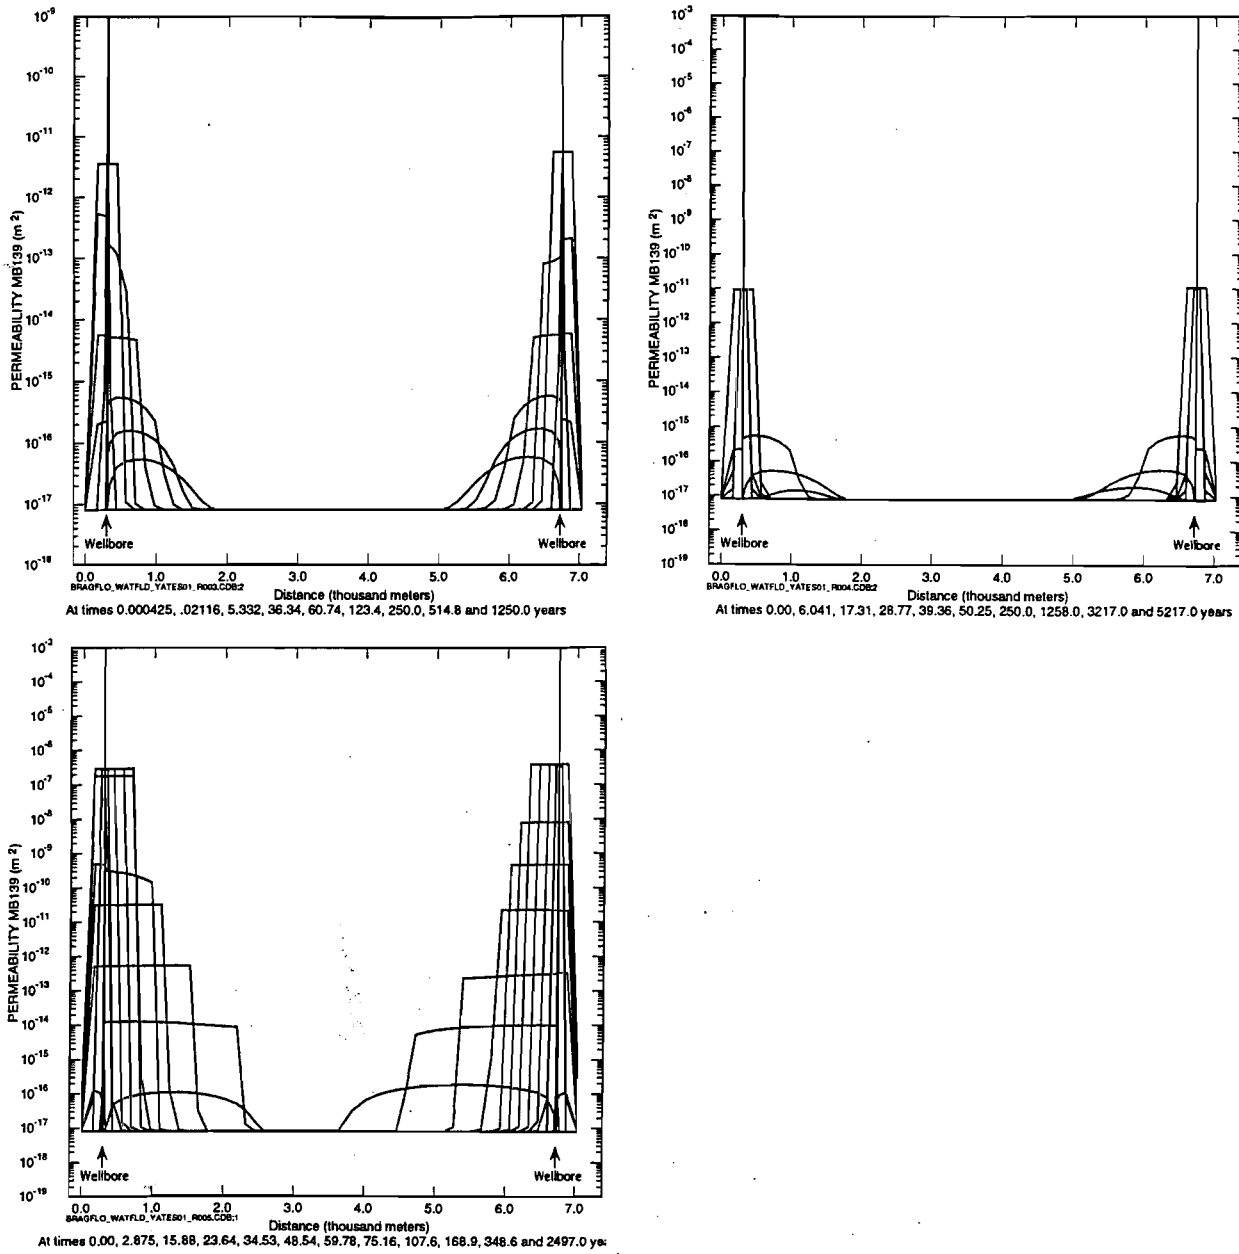 10-9
10-10
10-11
10-12
10-13
10-14
10-15
10-16
10-17
10-18
PERMEABILITY MB139 (m 2)
Wellbore
Wellbore
0.0 1.0 2.0 3.0 4.0 5.0 6.0 7.0
BRAGFLO_WATFLD_YATES01_R003.CDB;2
Distance (thousand meters)
At times 0.000425, .02116, 5.332, 36.34, 60.74, 123.4, 250.0, 514.8 and 1250.0 years
10-3
10-4
10-5
10-6
10-7
10-8
10-9
10-10
10-11
10-12
10-13
10-14
10-15
10-16
10-17
10-18
10-19
PERMEABILITY MB139 (m 2)
Wellbore
Wellbore
0.0 1.0 2.0 3.0 4.0 5.0 6.0 7.0
BRAGFLO_WATFLD_YATES01_R004.CDB;2
Distance (thousand meters)
At times 0.00, 6.041, 17.31, 28.77, 39.36, 50.25, 250.0, 1258.0, 3217.0 and 5217.0 years
10-3
10-4
10-5
10-6
10-7
10-8
10-9
10-10
10-11
10-12
10-13
10-14
10-15
10-16
10-17
10-18
10-19
PERMEABILITY MB139 (m 2)
Wellbore
Wellbore
0.0 1.0 2.0 3.0 4.0 5.0 6.0 7.0
BRAGFLO_WATFLD_YATES01_R005.CDB;1
Distance (thousand meters)
At times 0.00, 2.875, 15.88, 23.64, 34.53, 48.54, 59.78, 75.16, 107.6, 168.9, 348.6 and 2497.0 ye